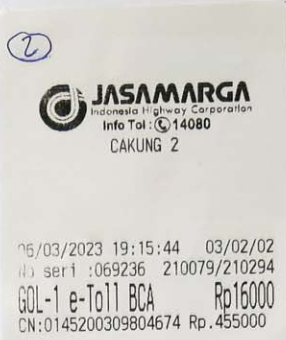 2
JASAMARGA
Indonesia Highway Corporation
Info Tol : 14080
CAKUNG 2
06/03/2023 19:15:44 03/02/02
No seri :069236 210079/210294
GOL-1 e-Toll BCA Rp16000
CN:0145200309804674 Rp.455000